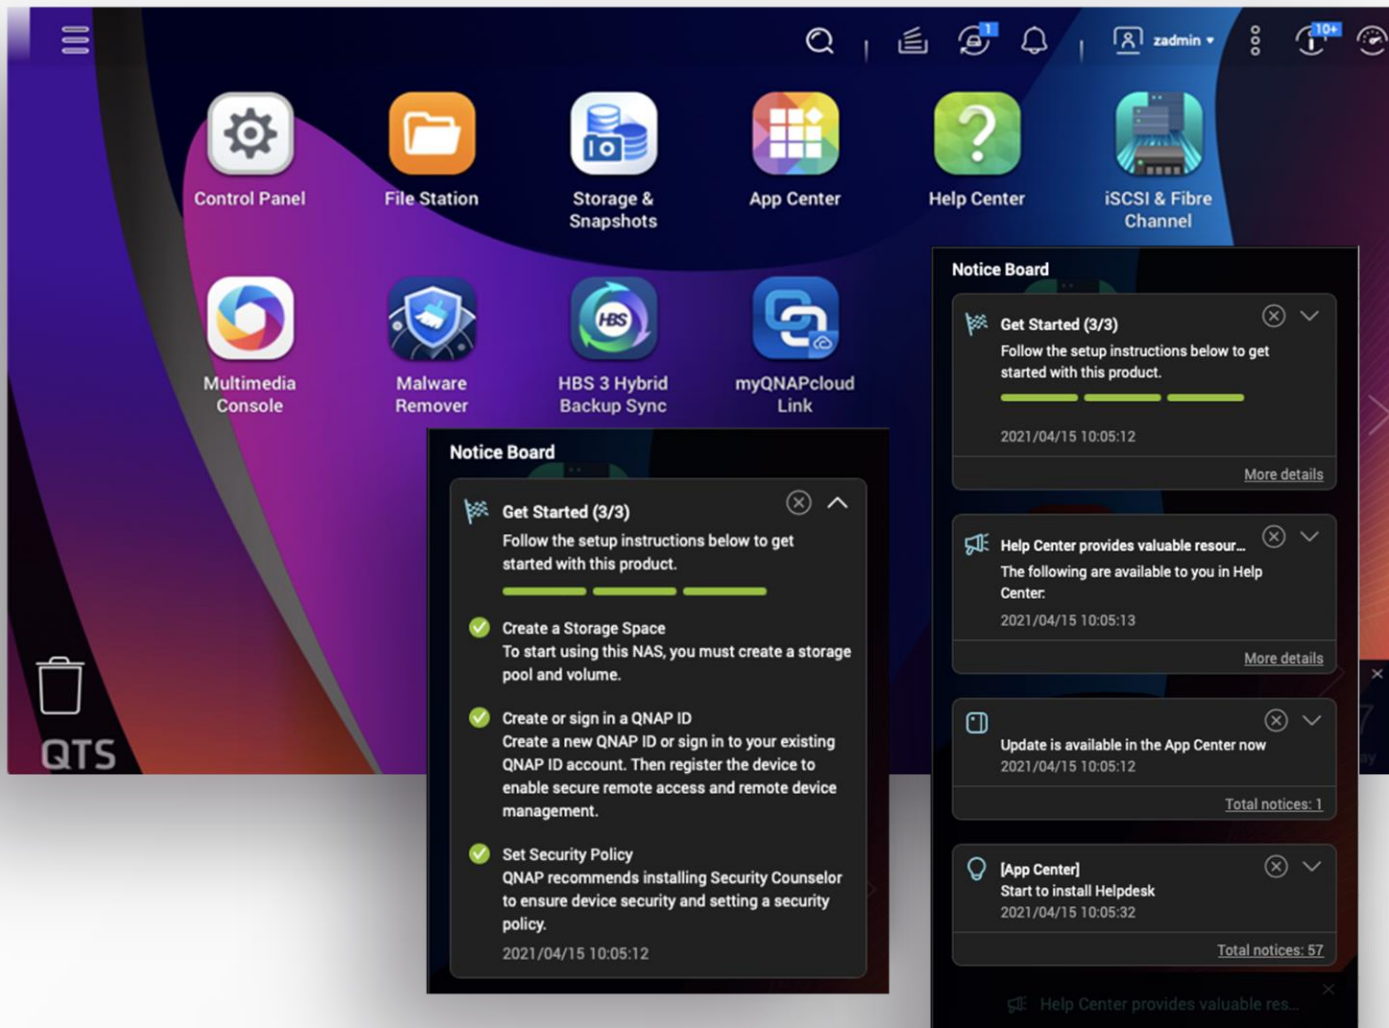 1
zadmin
10+
Control Panel
File Station
Storage &
Snapshots
App Center
Help Center
iSCSI & Fibre
Channel
Multimedia
Console
Malware
Remover
HBS
HBS 3 Hybrid
Backup Sync
myQNAPcloud
Link
QTS
Notice Board
Get Started (3/3)
Follow the setup instructions below to get
started with this product.
Create a Storage Space
To start using this NAS, you must create a storage
pool and volume.
Create or sign in a QNAP ID
Create a new QNAP ID or sign in to your existing
QNAP ID account. Then register the device to
enable secure remote access and remote device
management.
Set Security Policy
QNAP recommends installing Security Counselor
to ensure device security and setting a security
policy.
2021/04/15 10:05:12
Notice Board
Get Started (3/3)
Follow the setup instructions below to get
started with this product.
2021/04/15 10:05:12
More details
Help Center provides valuable resour...
The following are available to you in Help
Center:
2021/04/15 10:05:13
More details
Update is available in the App Center now
2021/04/15 10:05:12
Total notices: 1
[App Center]
Start to install Helpdesk
2021/04/15 10:05:32
Total notices: 57
Help Center provides valuable res...
7
ay